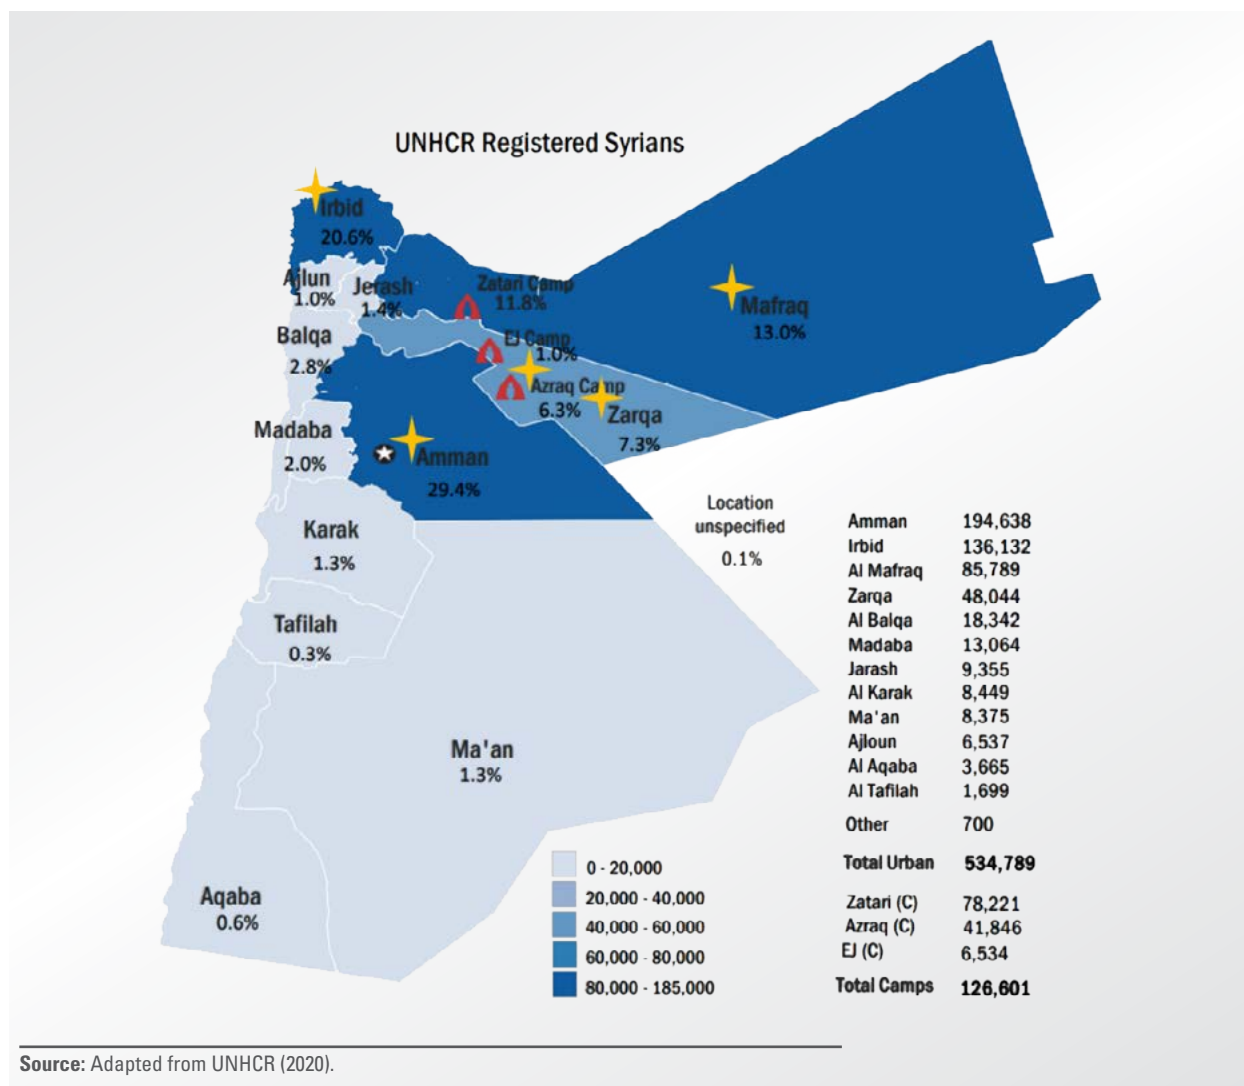 UNHCR Registered Syrians
Irbid
20.6%
Ajlun
1.0%
Jerash
1.4%
Zatari Camp
11.8%
Mafraq
13.0%
Balqa
2.8%
EJ Camp
1.0%
Azraq Camp
6.3%
Zarqa
7.3%
Madaba
2.0%
Amman
29.4%
Karak
1.3%
Location
unspecified
0.1%
Tafilah
0.3%
Ma'an
1.3%
Aqaba
0.6%
Amman 194,638
Irbid 136,132
Al Mafraq 85,789
Zarqa 48,044
Al Balqa 18,342
Madaba 13,064
Jarash 9,355
Al Karak 8,449
Ma'an 8,375
Ajloun 6,537
Al Aqaba 3,665
Al Tafilah 1,699
Other 700
Total Urban 534,789
Zatari (C) 78,221
Azraq (C) 41,846
EJ (C) 6,534
Total Camps 126,601
0 - 20,000
20,000 - 40,000
40,000 - 60,000
60,000 - 80,000
80,000 - 185,000
Source: Adapted from UNHCR (2020).